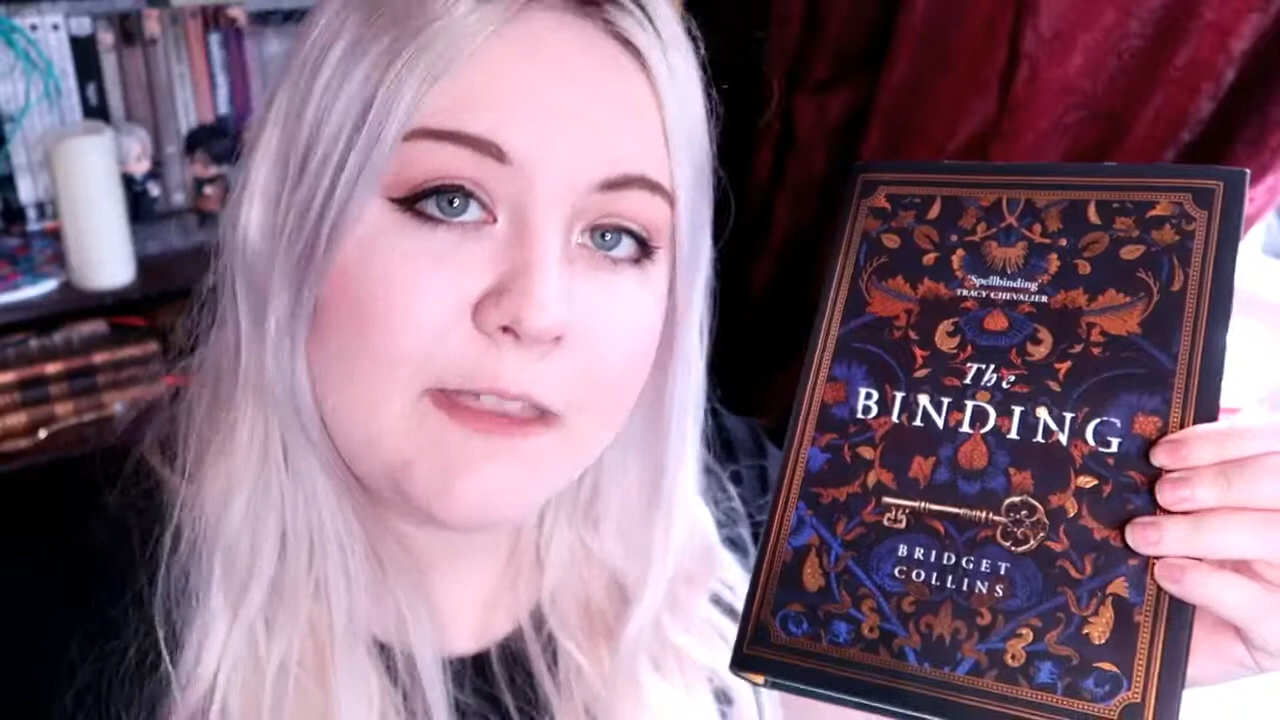 'Spellbinding'
TRACY CHEVALIER
The
BINDING
BRIDGET
COLLINS